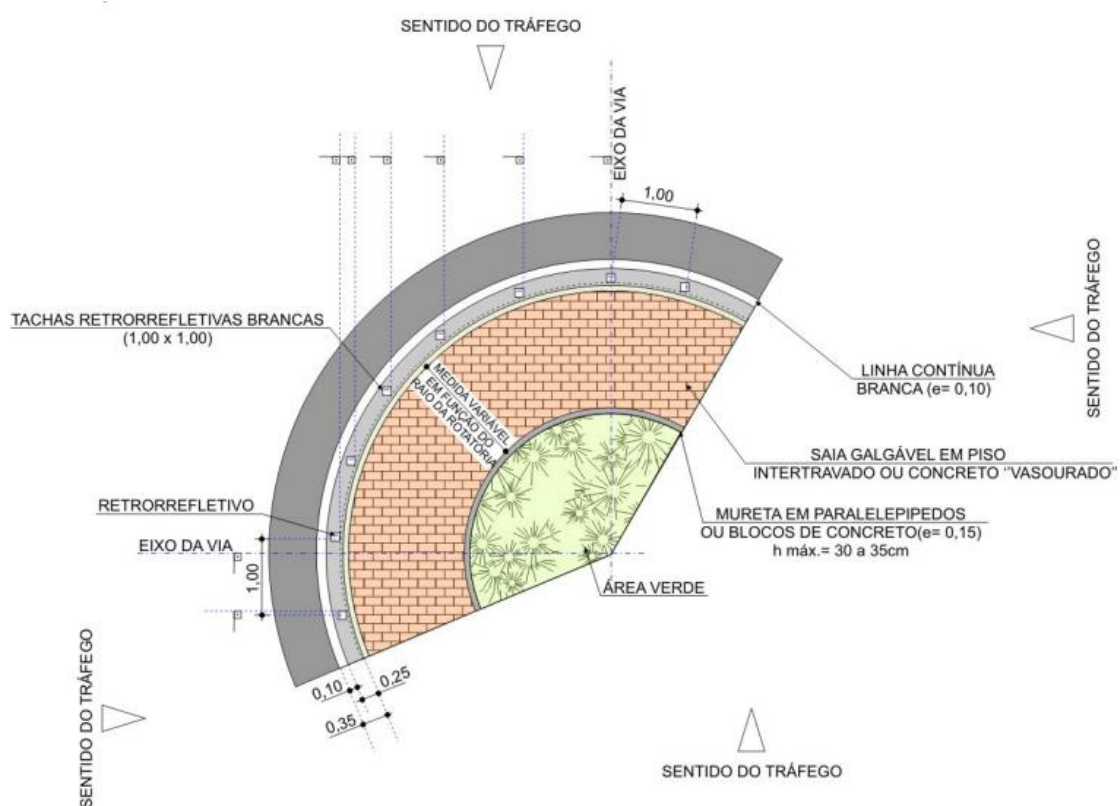 SENTIDO DO TRÁFEGO
EIXO DA VIA
1,00
TACHAS RETRORREFLETIVAS BRANCAS
(1,00 x 1,00)
SENTIDO DO TRÁFEGO
LINHA CONTÍNUA
BRANCA (e= 0,10)
MEDIDA VARIAVEL
EM FUNÇÃO DO
RAIO DA ROTATÓRIA
SAIA GALGÁVEL EM PISO
INTERTRAVADO OU CONCRETO "VASOURADO"
RETRORREFLETIVO
MURETA EM PARALELEPIPEDOS
OU BLOCOS DE CONCRETO(e= 0,15)
h máx.= 30 a 35cm
EIXO DA VIA
1,00
ÁREA VERDE
0,10
0,25
0,35
SENTIDO DO TRÁFEGO
SENTIDO DO TRÁFEGO